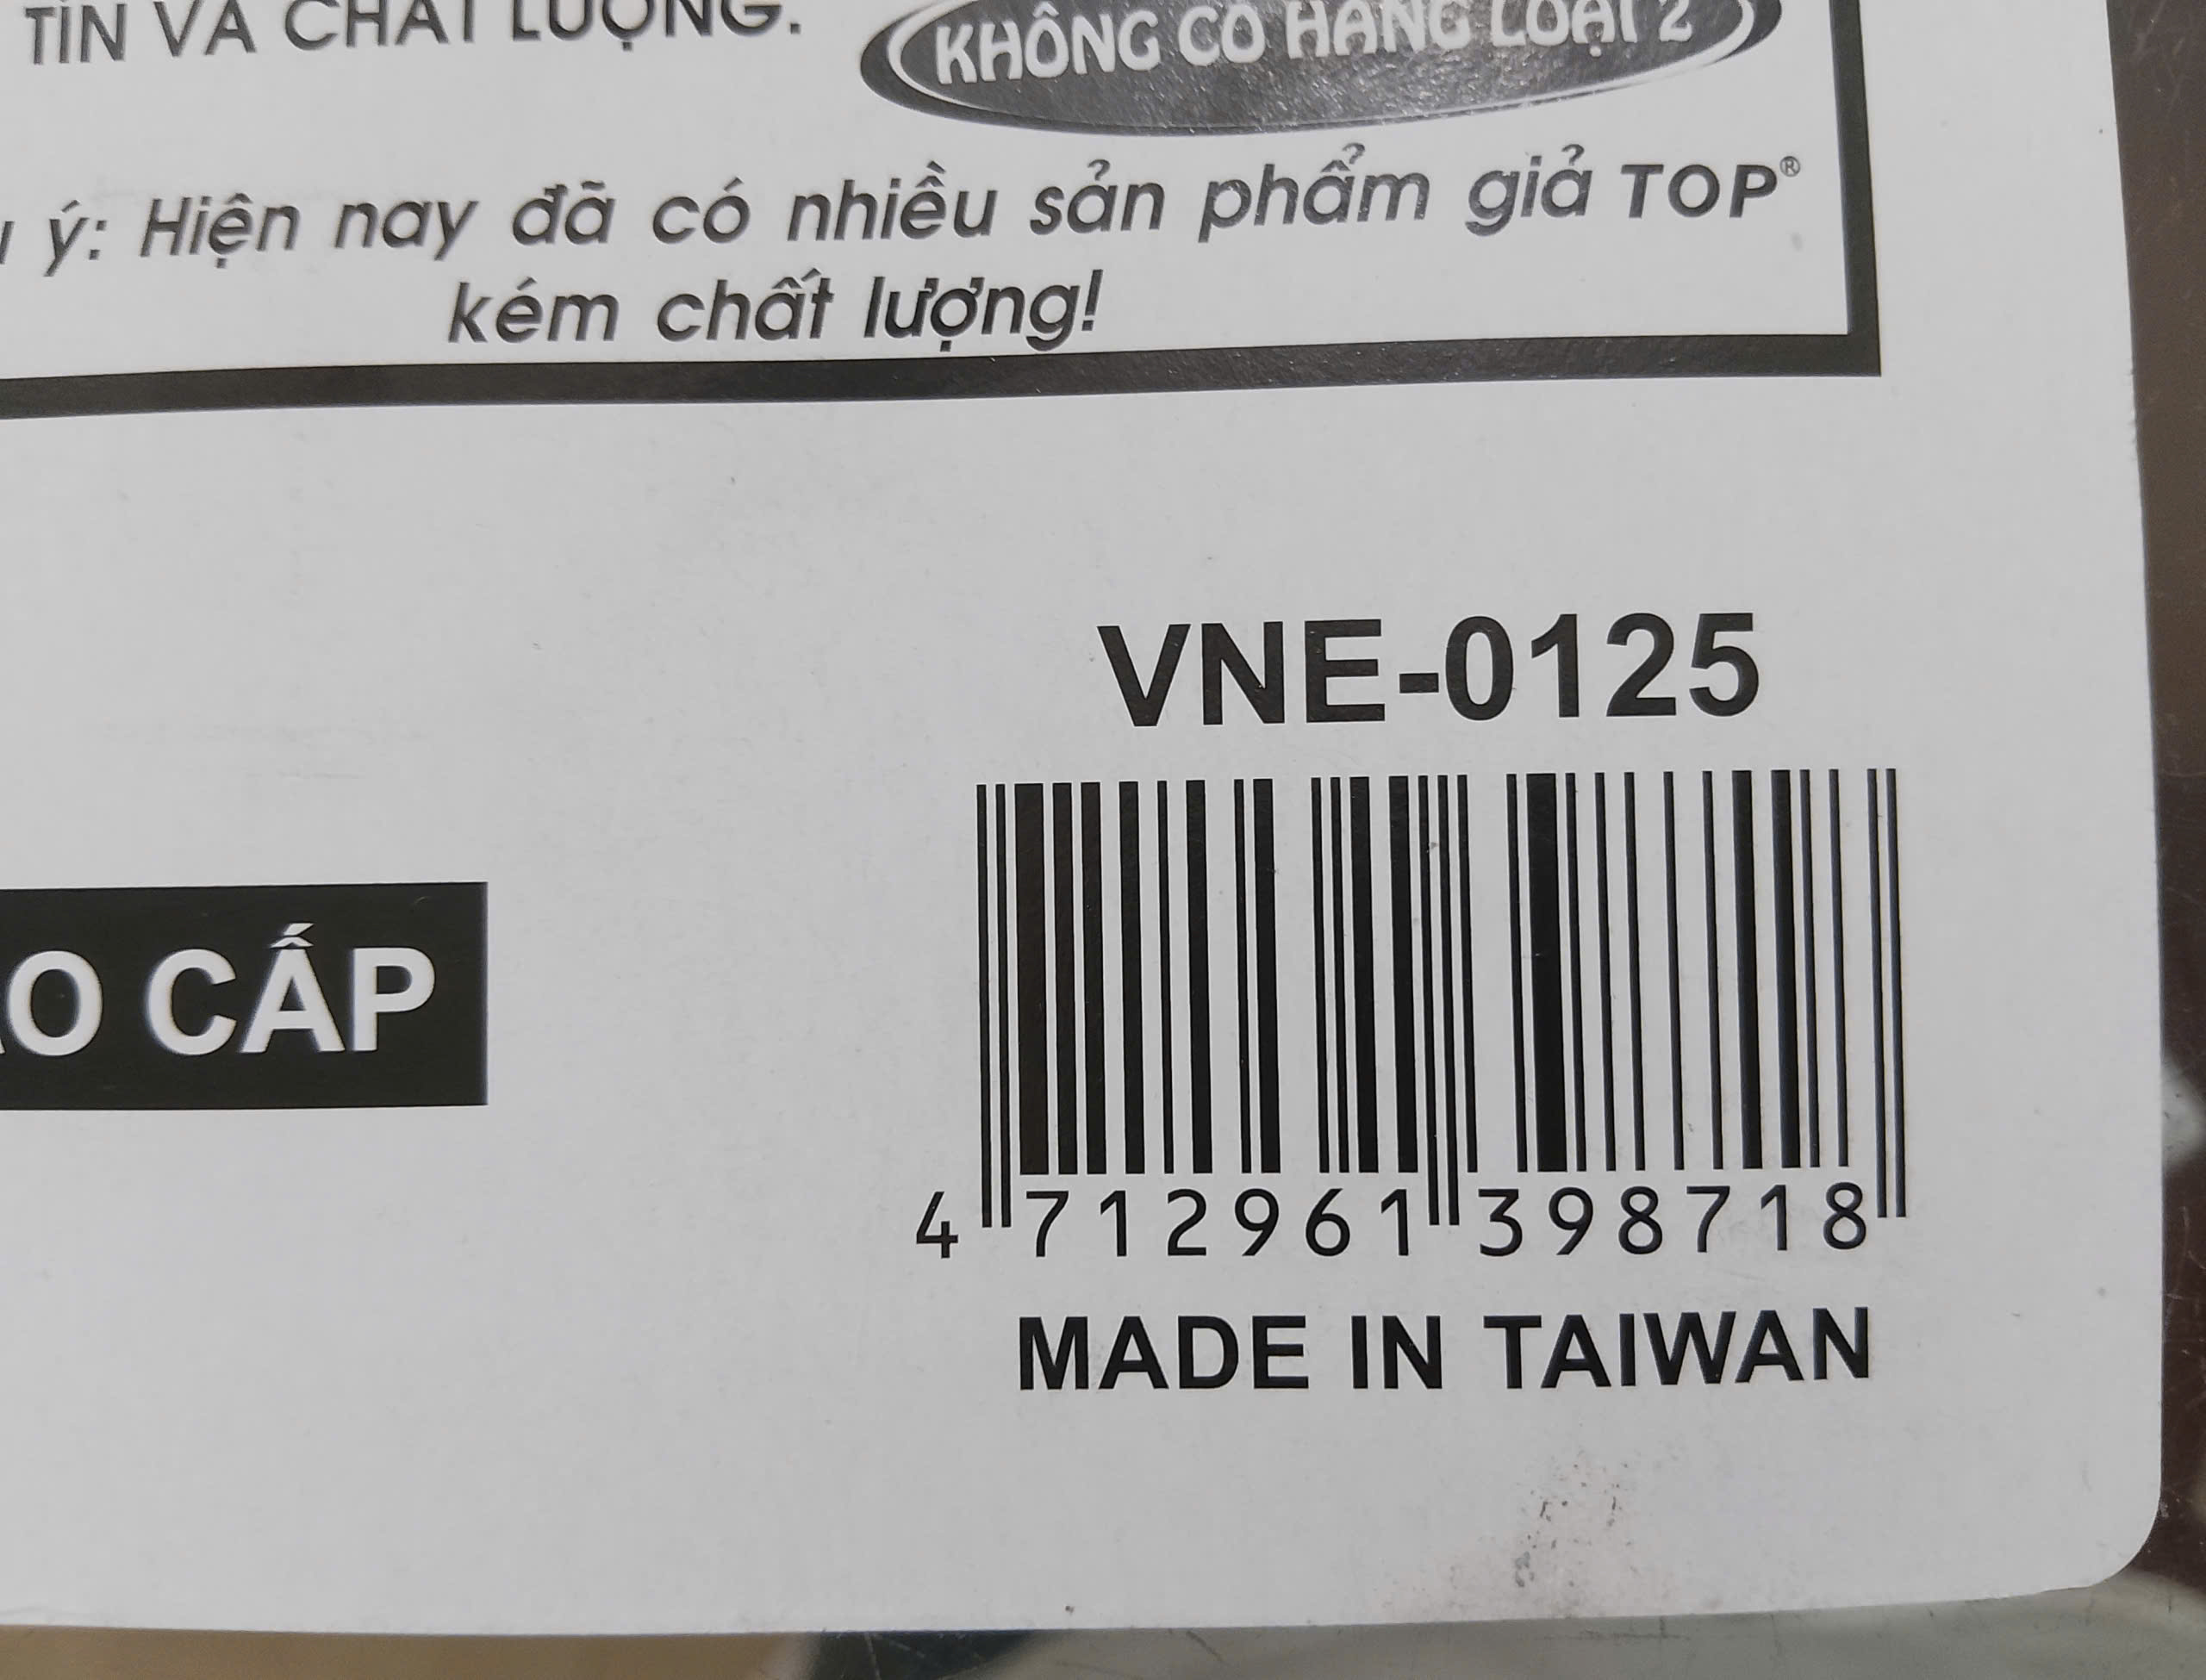 TÍN VÀ CHẤT LƯỢNG.
KHÔNG CÓ HÀNG LOẠI 2
ý: Hiện nay đã có nhiều sản phẩm giả TOP®
kém chất lượng!
VNE-0125
O CẤP
4 712961 398718
MADE IN TAIWAN